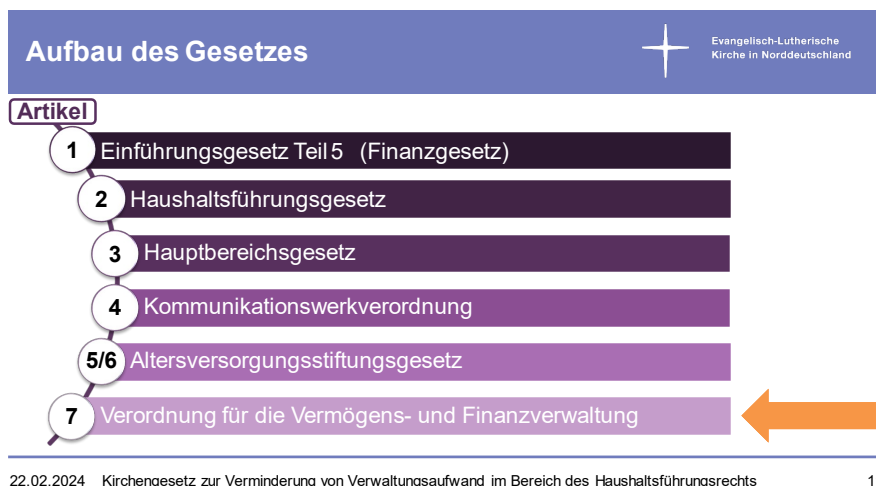 Aufbau des Gesetzes
Evangelisch-Lutherische
Kirche in Norddeutschland
Artikel
1 Einführungsgesetz Teil 5 (Finanzgesetz)
2 Haushaltsführungsgesetz
3 Hauptbereichsgesetz
4 Kommunikationswerkverordnung
5/6 Altersversorgungsstiftungsgesetz
7 Verordnung für die Vermögens- und Finanzverwaltung
22.02.2024 Kirchengesetz zur Verminderung von Verwaltungsaufwand im Bereich des Haushaltsführungsrechts 1